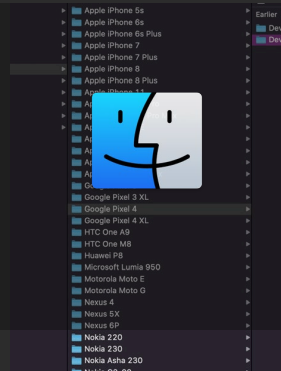 Apple iPhone 5s
Apple iPhone 6s
Apple iPhone 6s Plus
Apple iPhone 7
Apple iPhone 7 Plus
Apple iPhone 8
Apple iPhone 8 Plus
Google Pixel 3 XL
Google Pixel 4
Google Pixel 4 XL
HTC One A9
HTC One M8
Huawei P8
Microsoft Lumia 950
Motorola Moto E
Motorola Moto G
Nexus 4
Nexus 5X
Nexus 6P
Nokia 220
Nokia 230
Nokia Asha 230
Earlier
Dev
Dev